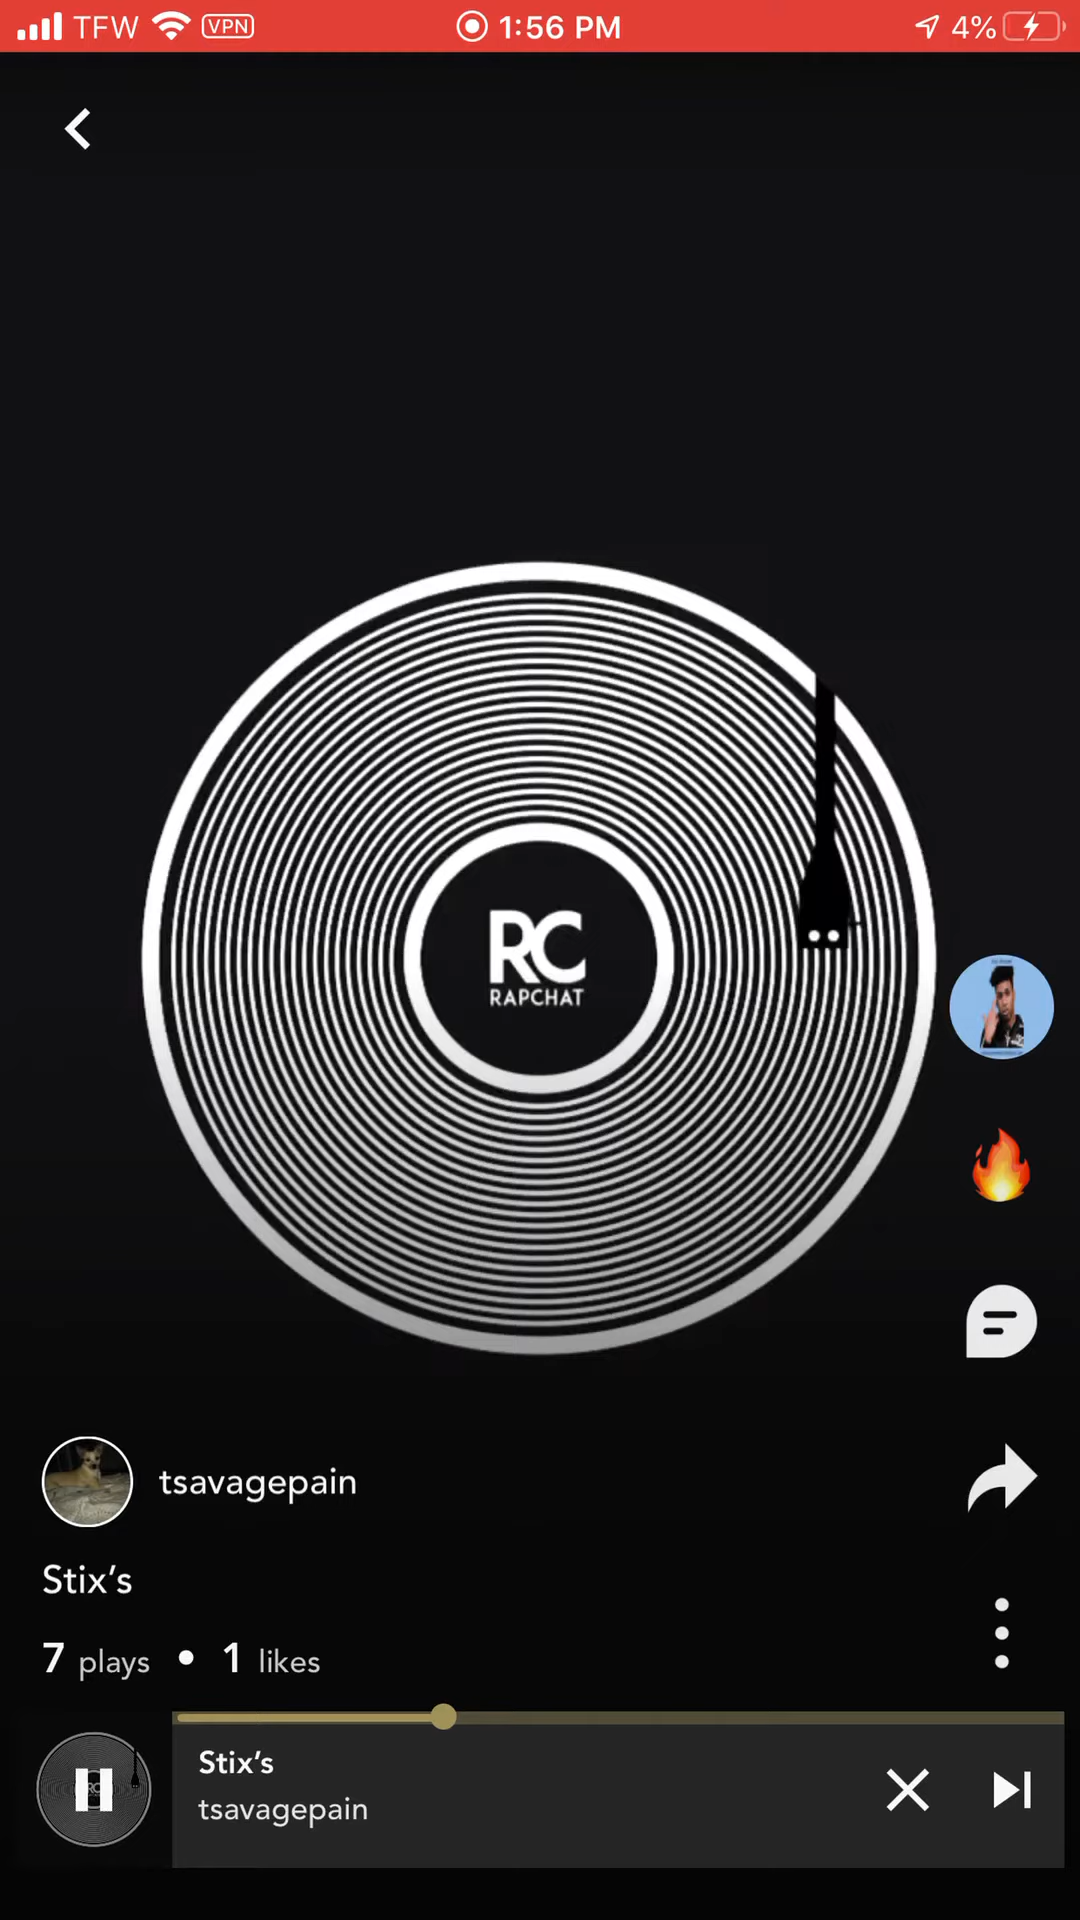 TFW VPN 1:56 PM 4%
RC
RAPCHAT
tsavagepain
Stix’s
7 plays • 1 likes
Stix’s
tsavagepain